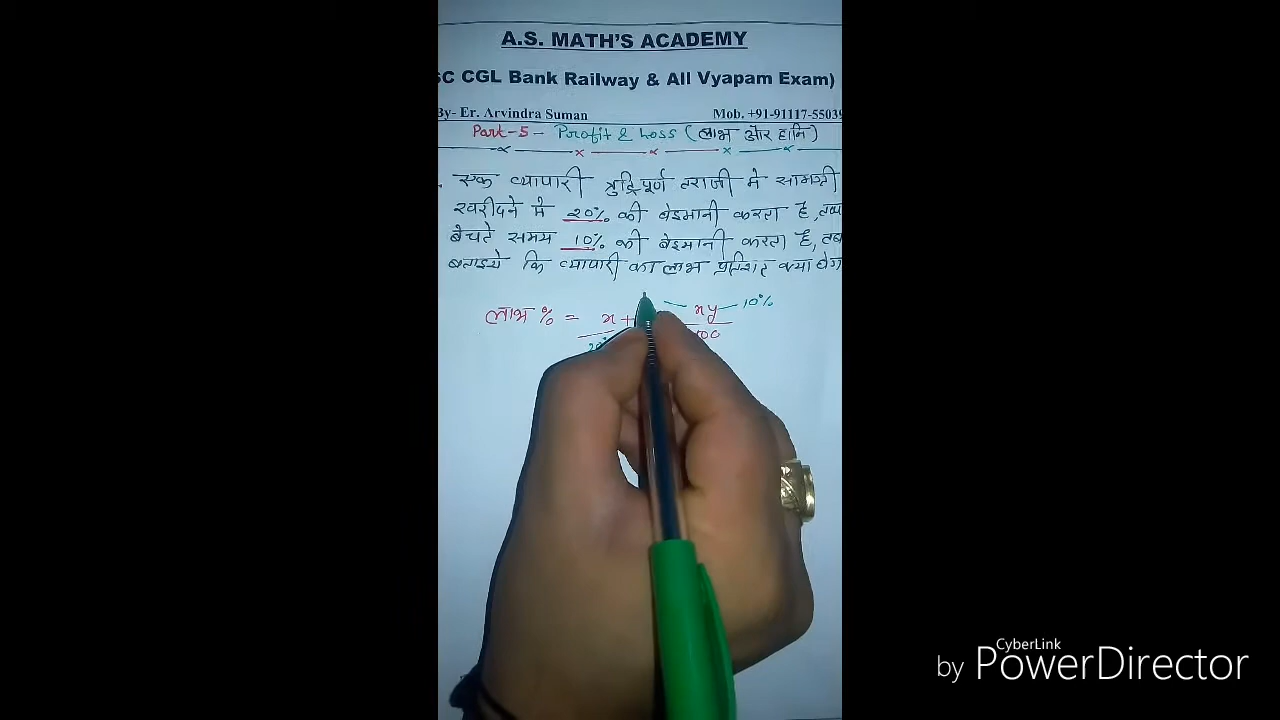 A.S. MATH'S ACADEMY
SC CGL Bank Railway & All Vyapam Exam)
By- Er. Arvindra Suman Mob. +91-91117-55039
Part-5 - Profit & Loss (लाभ और हानि)
एक व्यापारी त्रुटिपूर्ण तराजी मे सामग्री
खरीदने मे 20% की बेइमानी करता है, तथा
बेचते समय 10% की बेइमानी करता है, तब
बताइये कि व्यापारी का लाभ प्रतिशत क्या
लाभ % = x+ xy 10%
100
CyberLink
by PowerDirector